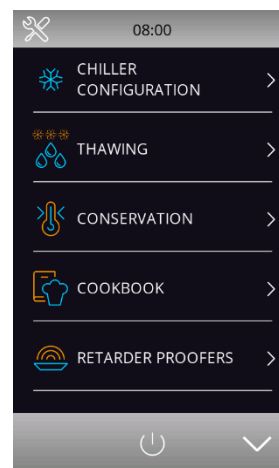 08:00
CHILLER
CONFIGURATION
THAWING
CONSERVATION
COOKBOOK
RETARDER PROOFERS